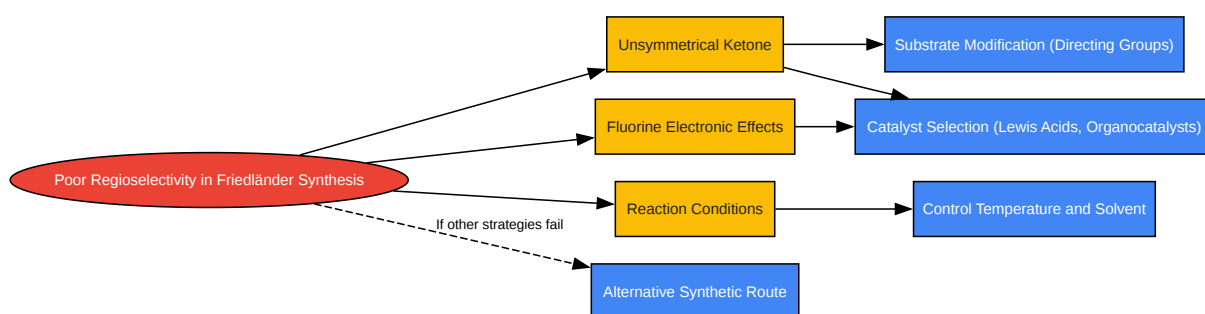 Unsymmetrical Ketone
Substrate Modification (Directing Groups)
Fluorine Electronic Effects
Catalyst Selection (Lewis Acids, Organocatalysts)
Poor Regioselectivity in Friedländer Synthesis
Reaction Conditions
Control Temperature and Solvent
If other strategies fail
Alternative Synthetic Route